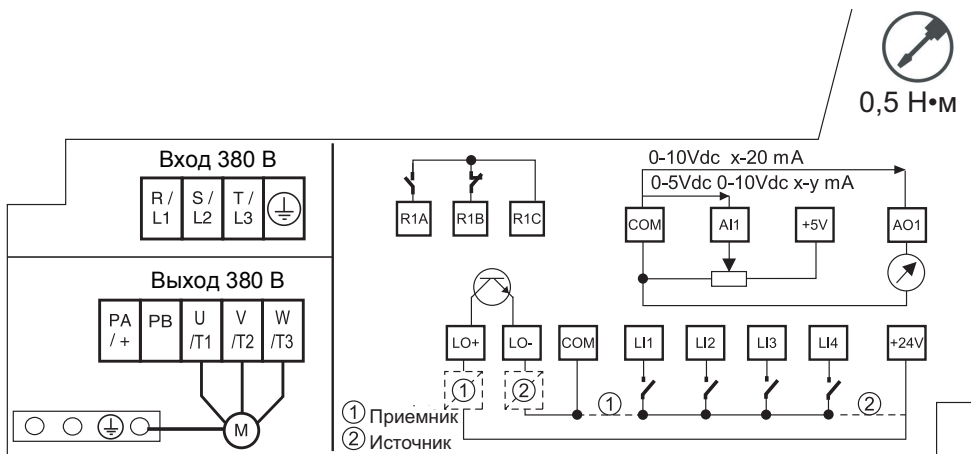 0,5 Н•м
Вход 380 В
R / L1
S / L2
T / L3
Выход 380 В
PA / +
PB
U /T1
V /T2
W /T3
M
R1A
R1B
R1C
0-10Vdc x-20 mA
0-5Vdc 0-10Vdc x-y mA
COM
AI1
+5V
AO1
LO+
LO-
COM
LI1
LI2
LI3
LI4
+24V
1
2
1
2
1 Приемник
2 Источник